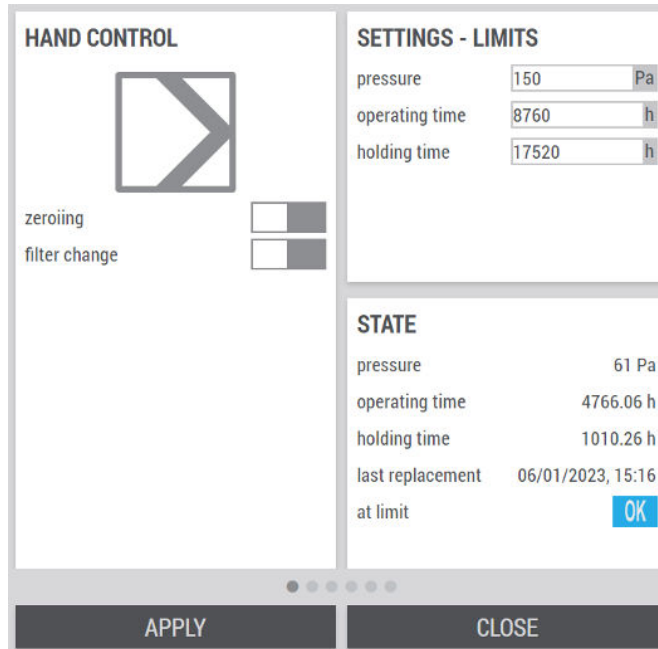 HAND CONTROL
zeroiing
filter change
SETTINGS - LIMITS
pressure 150 Pa
operating time 8760 h
holding time 17520 h
STATE
pressure 61 Pa
operating time 4766.06 h
holding time 1010.26 h
last replacement 06/01/2023, 15:16
at limit OK
APPLY CLOSE